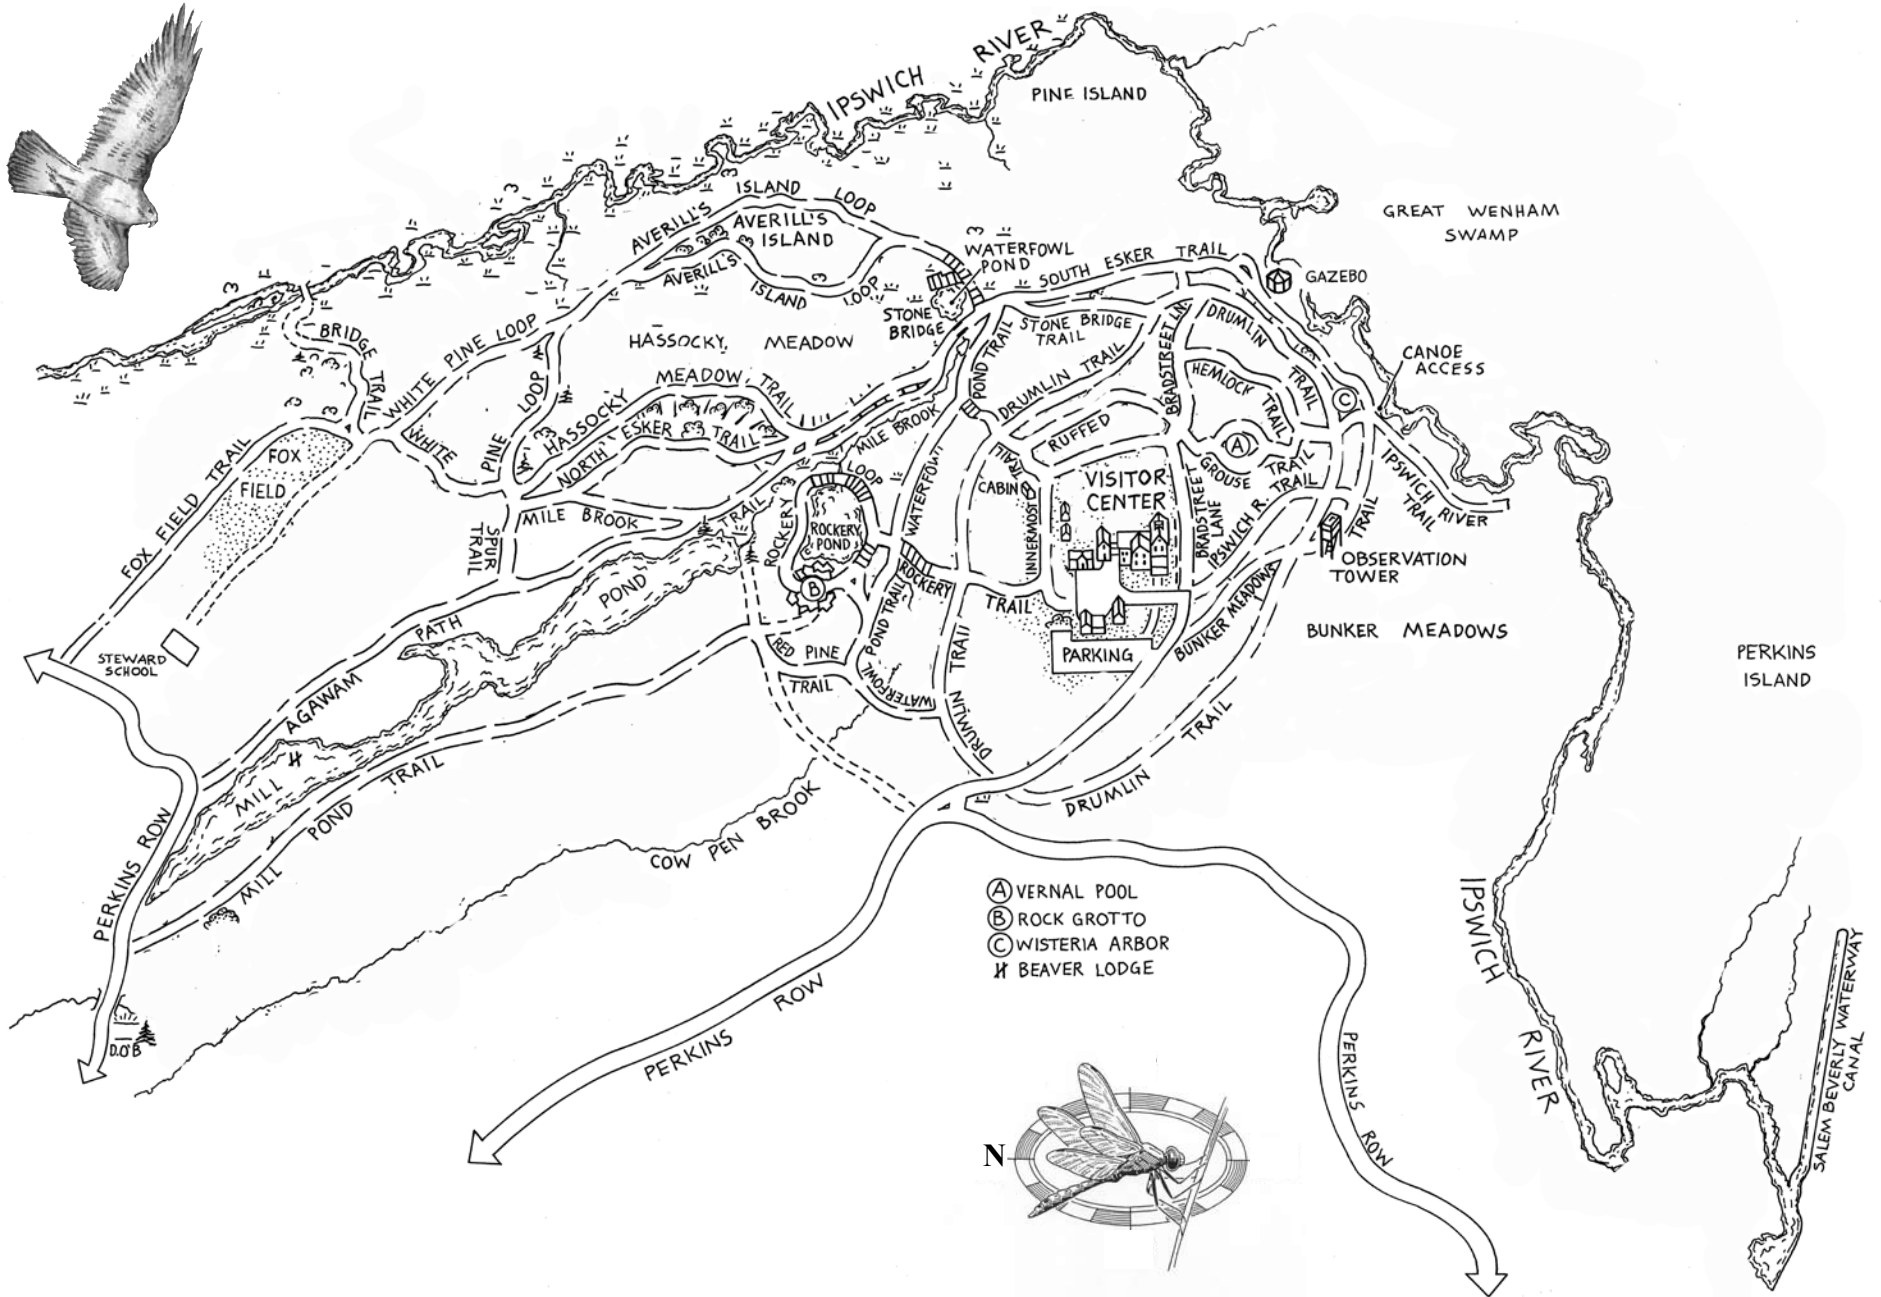 IPSWICH RIVER
PINE ISLAND
GREAT WENHAM
SWAMP
AVERILL'S ISLAND LOOP
AVERILL'S
ISLAND
AVERILL'S ISLAND LOOP
WATERFOWL
POND
SOUTH ESKER TRAIL
GAZEBO
STONE
BRIDGE
STONE BRIDGE
TRAIL
BRIDGE TRAIL
WHITE PINE LOOP
HASSOCKY MEADOW
POND TRAIL
BRADSTREET LN.
DRUMLIN TRAIL
CANOE
ACCESS
HEMLOCK TRAIL
C
DRUMLIN TRAIL
HASSOCKY MEADOW TRAIL
NORTH ESKER TRAIL
WHITE PINE LOOP
MILE BROOK
RUFFED GROUSE TRAIL
A
FOX FIELD TRAIL
FOX
FIELD
IPSWICH RIVER
TRAIL
CABIN
TRAIL
INNERMOST
VISITOR
CENTER
BRADSTREET
LANE
IPSWICH R. TRAIL
TRAIL
OBSERVATION
TOWER
MILE BROOK TRAIL
SPUR
TRAIL
ROCKERY LOOP
ROCKERY
POND
B
WATERFOWL POND TRAIL
ROCKERY TRAIL
BUNKER MEADOWS
BUNKER MEADOWS
PARKING
PERKINS
ISLAND
STEWARD
SCHOOL
AGAWAM PATH
MILL POND
RED PINE
TRAIL
WATERFOWL
DRUMLIN TRAIL
DRUMLIN TRAIL
MILL POND TRAIL
PERKINS ROW
COW PEN BROOK
A VERNAL POOL
B ROCK GROTTO
C WISTERIA ARBOR
BEAVER LODGE
IPSWICH RIVER
SALEM BEVERLY WATERWAY
CANAL
PERKINS ROW
PERKINS ROW
D.O'B
N